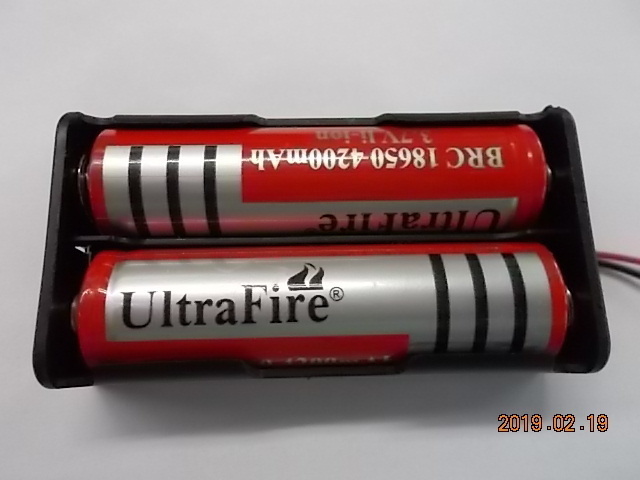 3.7V li-ion
BRC 18650 4200mAh
UltraFire
UltraFire®
2019.02.19